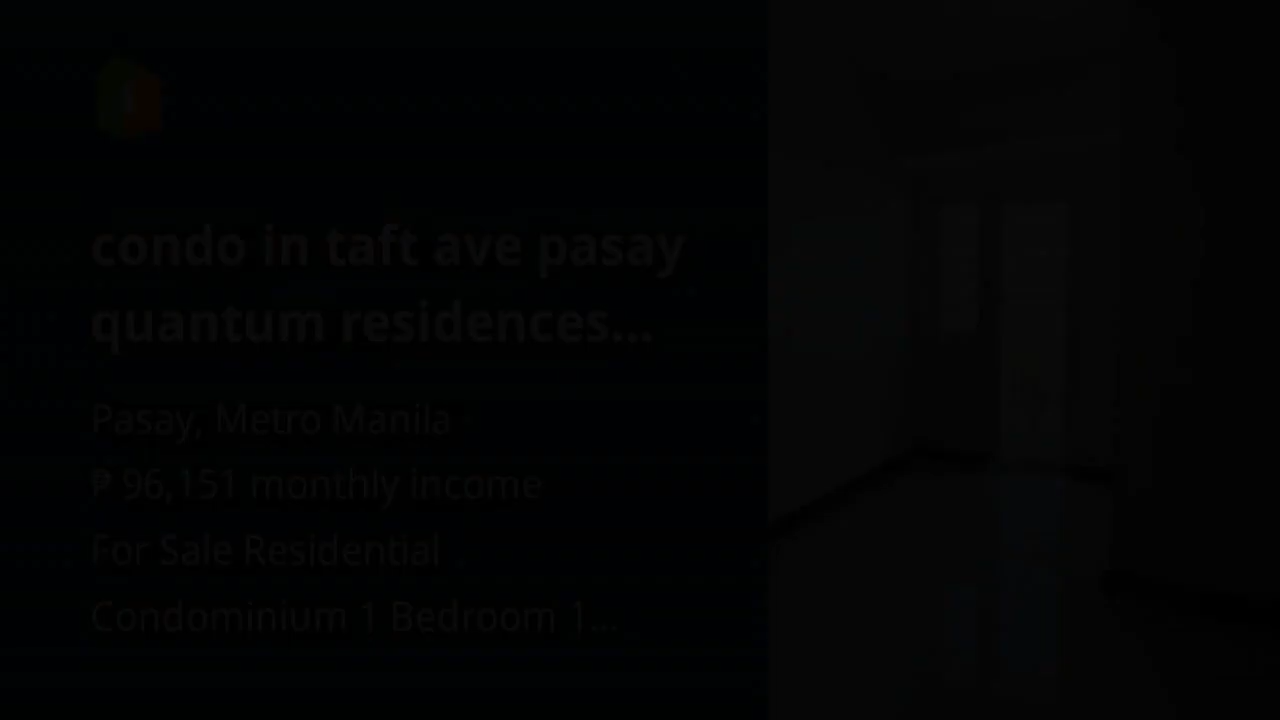 condo in taft ave pasay
quantum residences...
Pasay, Metro Manila
₱ 96,151 monthly income
For Sale Residential
Condominium 1 Bedroom 1...